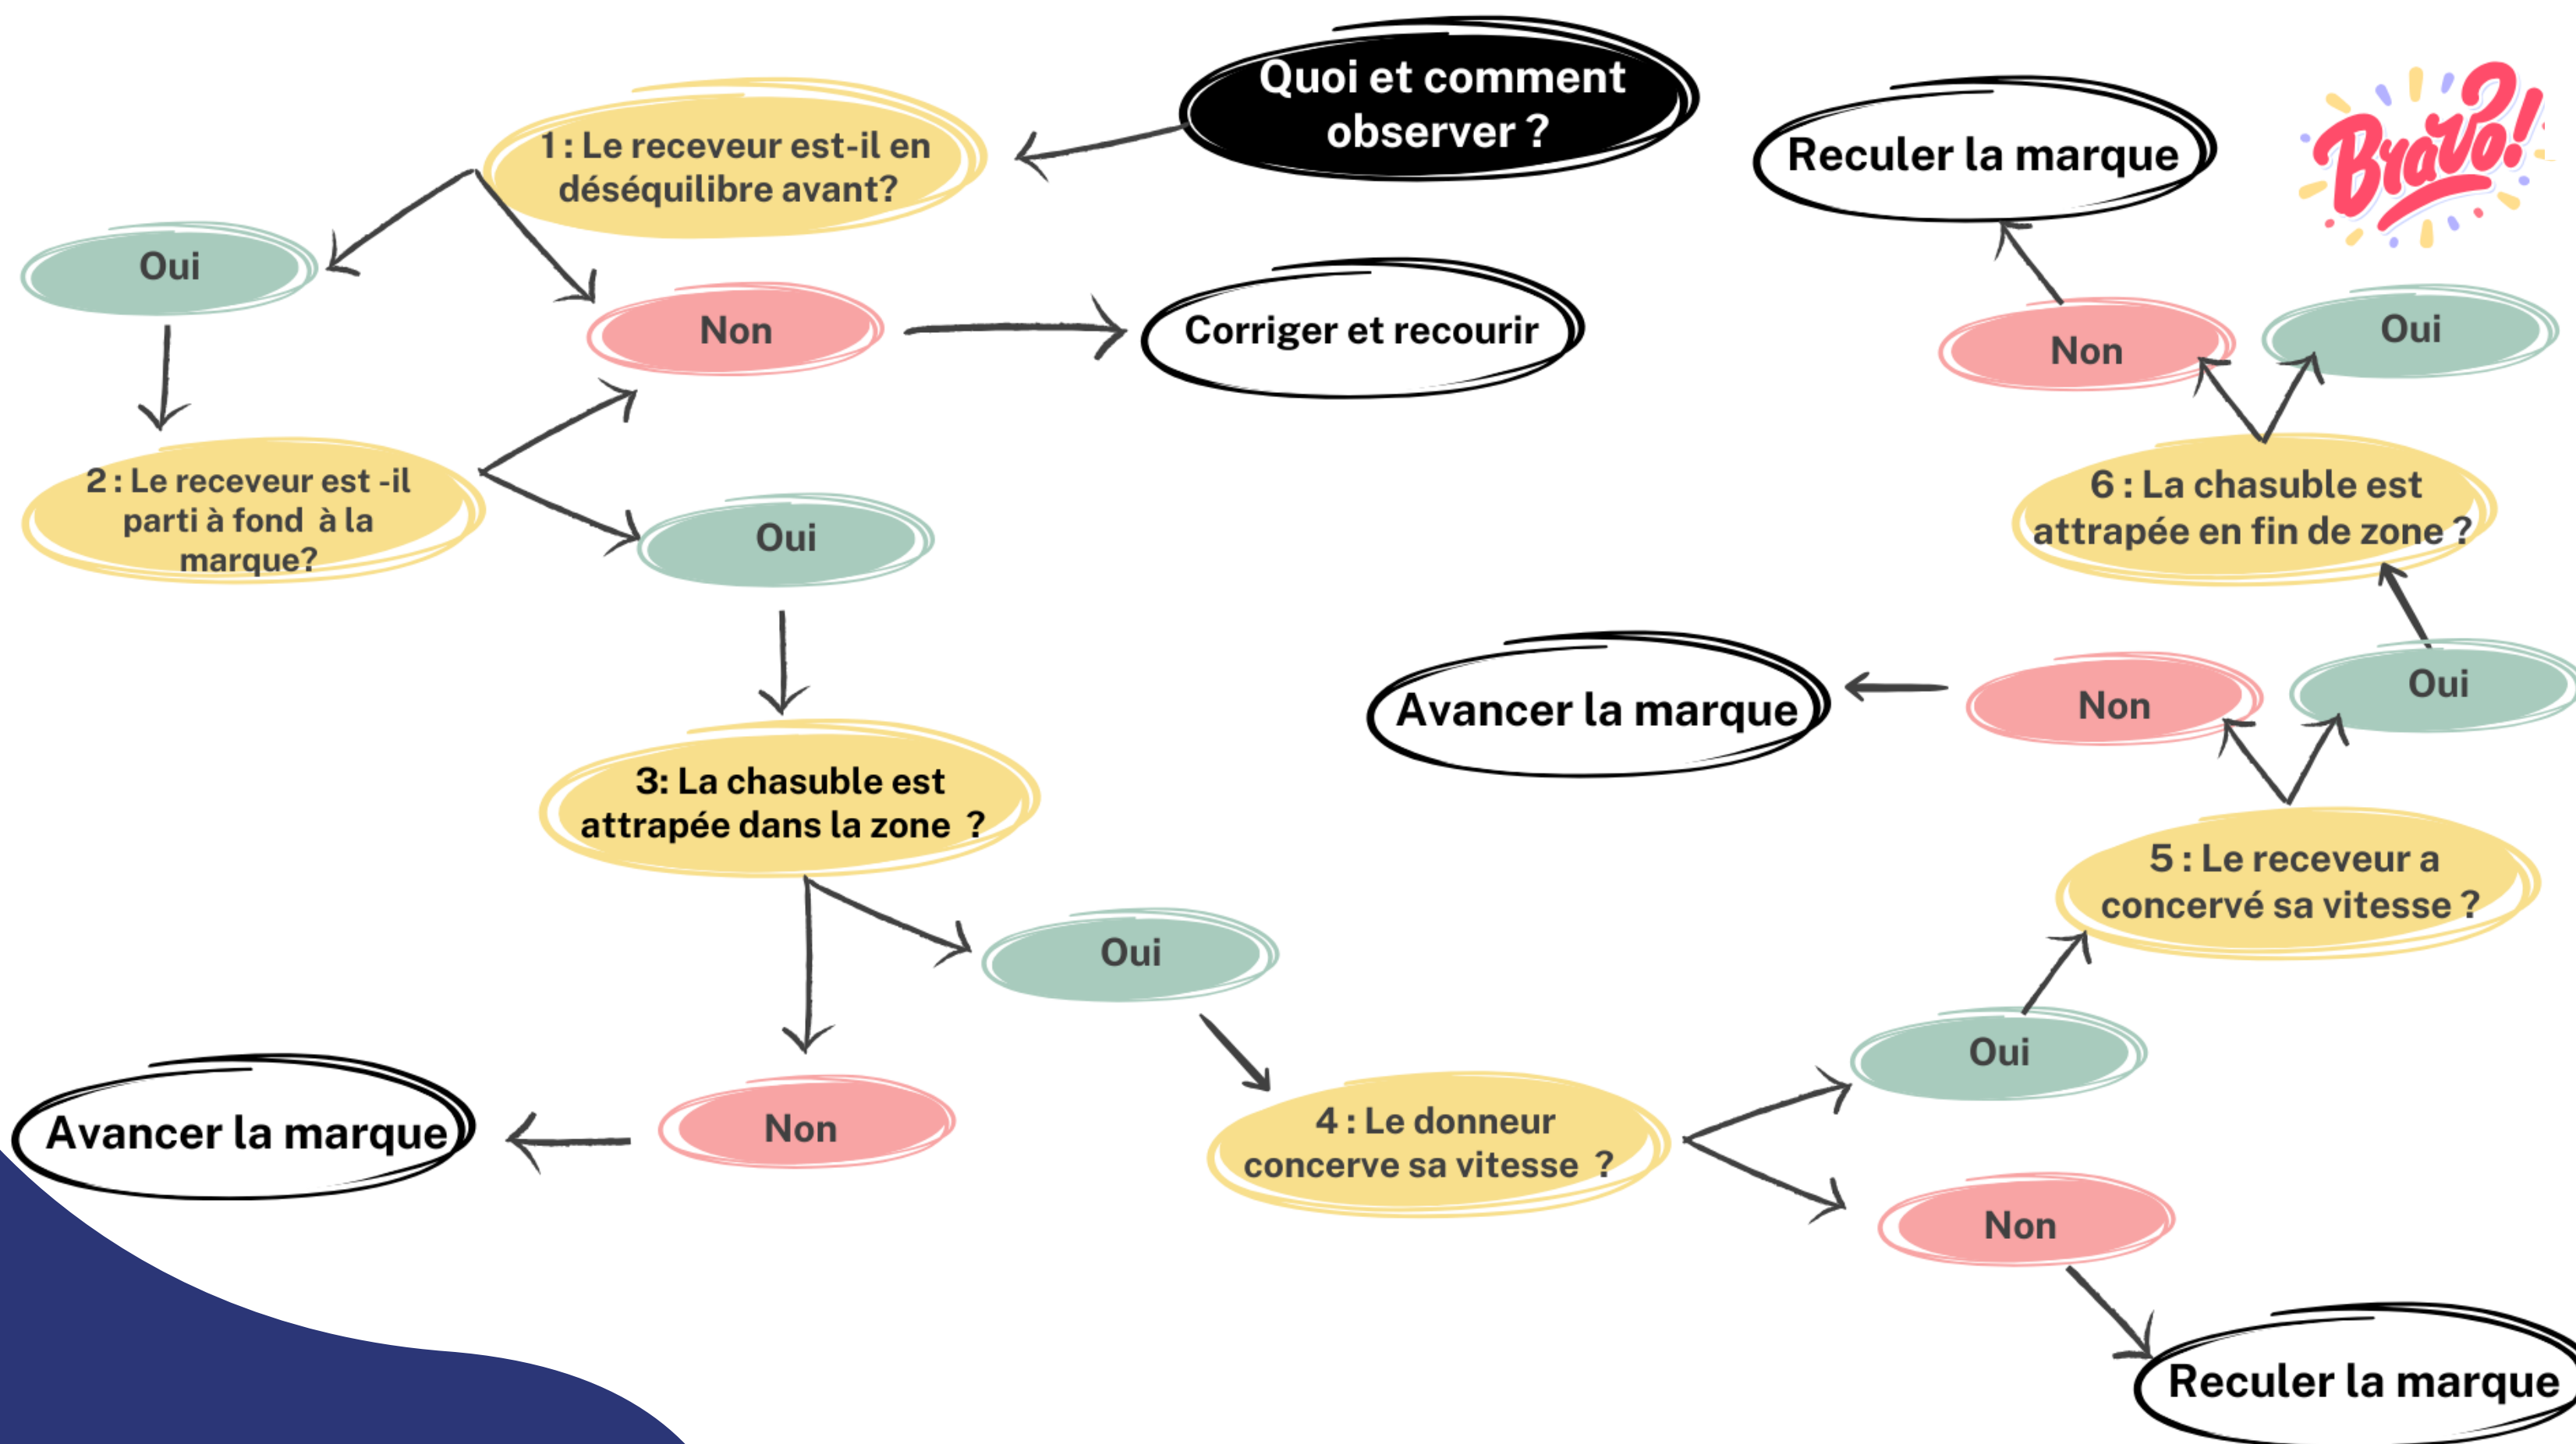 Quoi et comment
observer ?
1 : Le receveur est-il en
déséquilibre avant?
Oui
Non
Corriger et recourir
2 : Le receveur est -il
parti à fond à la
marque?
Oui
3: La chasuble est
attrapée dans la zone ?
Oui
Non
Avancer la marque
4 : Le donneur
concerve sa vitesse ?
Oui
Non
Reculer la marque
5 : Le receveur a
concervé sa vitesse ?
Non
Oui
Avancer la marque
6 : La chasuble est
attrapée en fin de zone ?
Non
Oui
Reculer la marque
Bravo!